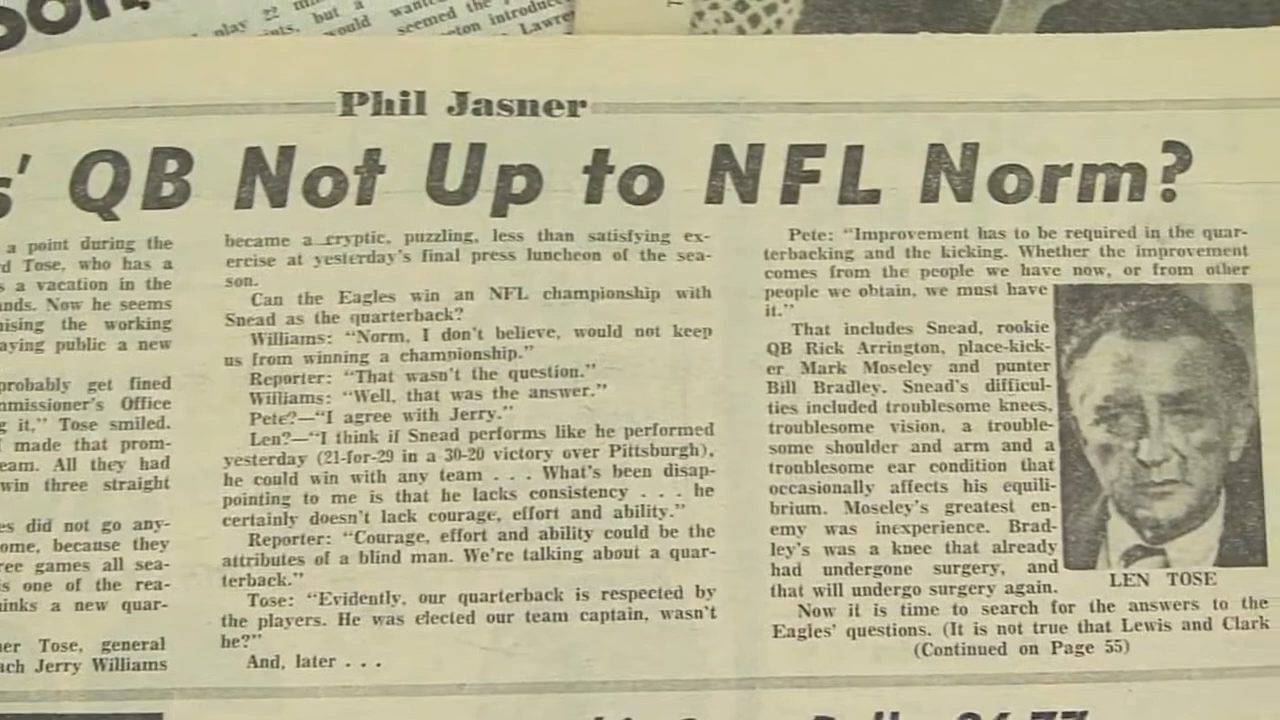 play 22
ints, but a
would
seemed the
introduc
Lawre
Phil Jasner
s' QB Not Up to NFL Norm?
a point during the
d Tose, who has a
s a vacation in the
nds. Now he seems
ising the working
aying public a new
probably get fined
mmissioner's Office
g it," Tose smiled.
I made that prom-
eam. All they had
win three straight
es did not go any-
ome, because they
ree games all sea-
is one of the rea-
inks a new quar-
er Tose, general
ach Jerry Williams
became a cryptic, puzzling, less than satisfying ex-
ercise at yesterday's final press luncheon of the sea-
son.
Can the Eagles win an NFL championship with
Snead as the quarterback?
Williams: "Norm, I don't believe, would not keep
us from winning a championship."
Reporter: "That wasn't the question."
Williams: "Well, that was the answer."
Pete?—"I agree with Jerry."
Len?—"I think if Snead performs like he performed
yesterday (21-for-29 in a 30-20 victory over Pittsburgh),
he could win with any team . . . What's been disap-
pointing to me is that he lacks consistency . . . he
certainly doesn't lack courage, effort and ability."
Reporter: "Courage, effort and ability could be the
attributes of a blind man. We're talking about a quar-
terback."
Tose: "Evidently, our quarterback is respected by
the players. He was elected our team captain, wasn't
he?"
And, later . . .
Pete: "Improvement has to be required in the quar-
terbacking and the kicking. Whether the improvement
comes from the people we have now, or from other
people we obtain, we must have
it."
That includes Snead, rookie
QB Rick Arrington, place-kick-
er Mark Moseley and punter
Bill Bradley. Snead's difficul-
ties included troublesome knees,
troublesome vision, a trouble-
some shoulder and arm and a
troublesome ear condition that
occasionally affects his equili-
brium. Moseley's greatest en-
emy was inexperience. Brad-
ley's was a knee that already
had undergone surgery, and
that will undergo surgery again.
LEN TOSE
Now it is time to search for the answers to the
Eagles' questions. (It is not true that Lewis and Clark
(Continued on Page 55)